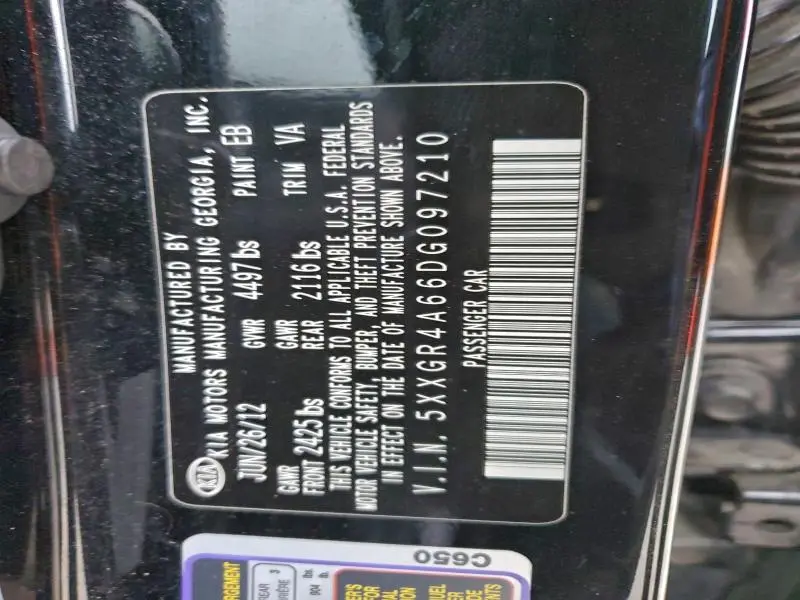 MANUFACTURED BY
KIA MOTORS MANUFACTURING GEORGIA, INC.
KIA
JUN/26/12 GVWR 4497lbs PAINT EB
GAWR FRONT 2425lbs GAWR REAR 2116lbs TRIM VA
THIS VEHICLE CONFORMS TO ALL APPLICABLE U.S.A. FEDERAL
MOTOR VEHICLE SAFETY, BUMPER, AND THEFT PREVENTION STANDARDS
IN EFFECT ON THE DATE OF MANUFACTURE SHOWN ABOVE.
V.I.N. 5XXGR4A66DG097210
PASSENGER CAR
C650